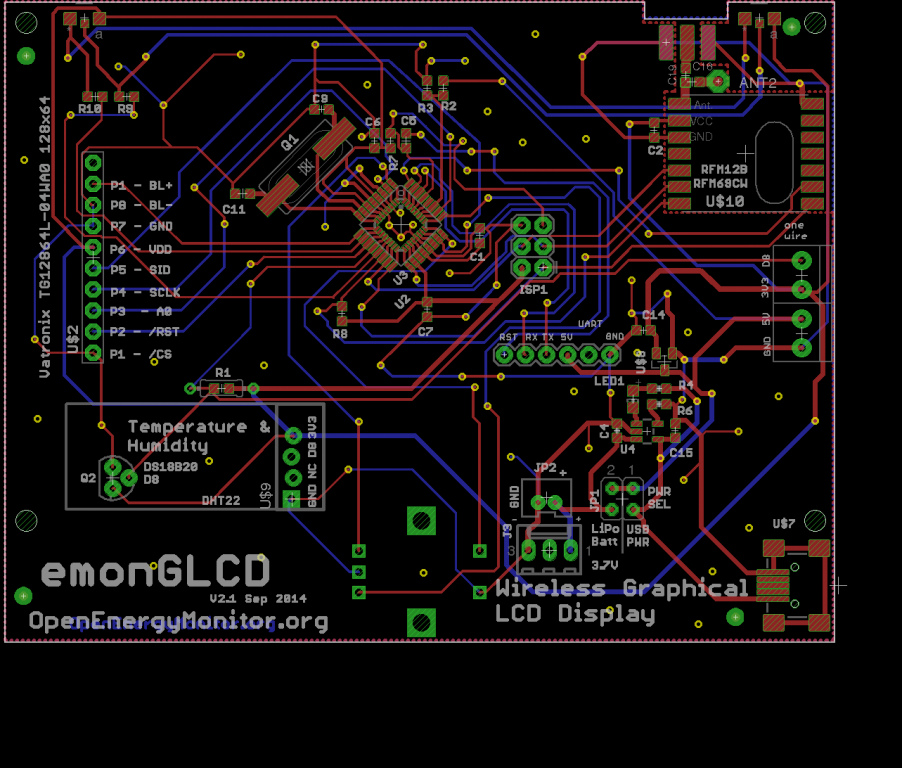 a
a
R10
R9
C8
Q1
C6
C5
R7
R3
R2
C19
C16
ANT2
Ant
VCC
GND
C2
RFM12B
RFM69CW
U$10
Vatronix TG12864L-04WA0 128x64
P1 - BL+
P8 - BL-
P7 - GND
P6 - VDD
P5 - SID
P4 - SCLK
P3 - A0
P2 - /RST
P1 - /CS
U$2
C11
C1
U3
U2
ISP1
R8
C7
one
wire
D8
3V3
5V
GND
C14
UART
RST RX TX 5V GND
U$8
LED1
R1
R4
R6
C4
U4
C15
Temperature &
Humidity
Q2
DS18B20
D8
DHT22
U$9
GND NC D8 3V3
JP2
+
GND
JP1
2 1
PWR
SEL
J3
-
+
3
1
LiPo
Batt
USB
PWR
3.7V
U$7
emonGLCD
V2.1 Sep 2014
OpenEnergyMonitor.org
Wireless Graphical
LCD Display